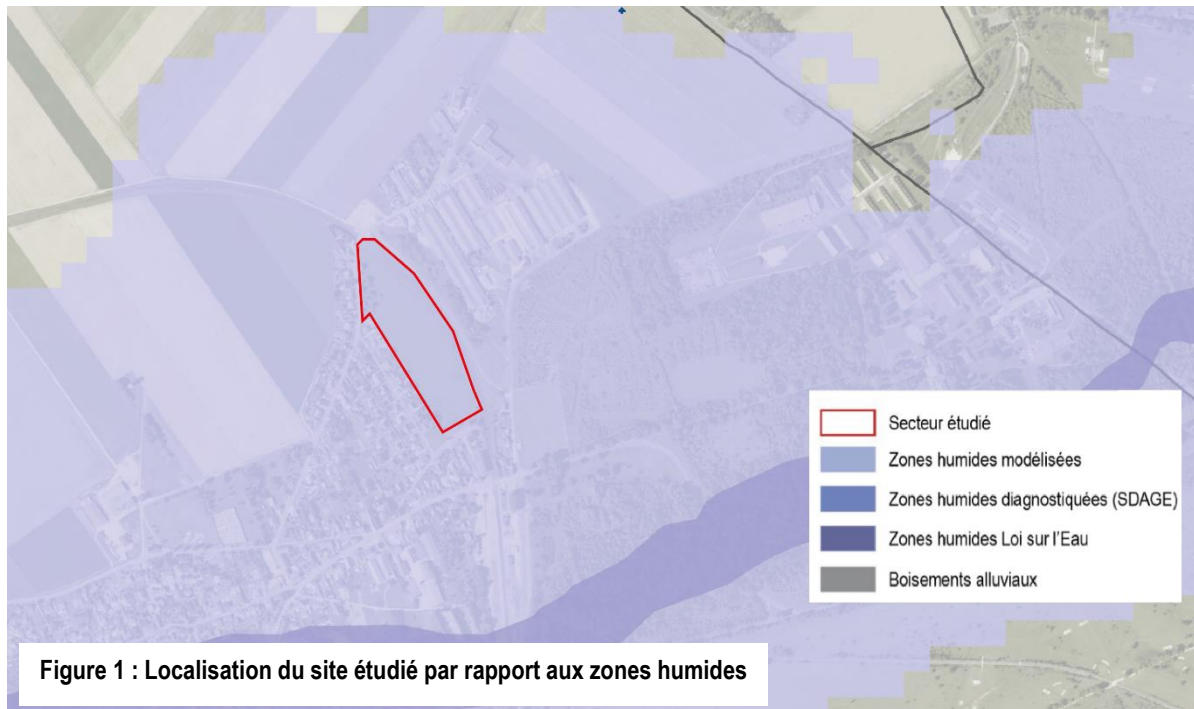 Secteur étudié
Zones humides modélisées
Zones humides diagnostiquées (SDAGE)
Zones humides Loi sur l'Eau
Boisements alluviaux
Figure 1 : Localisation du site étudié par rapport aux zones humides